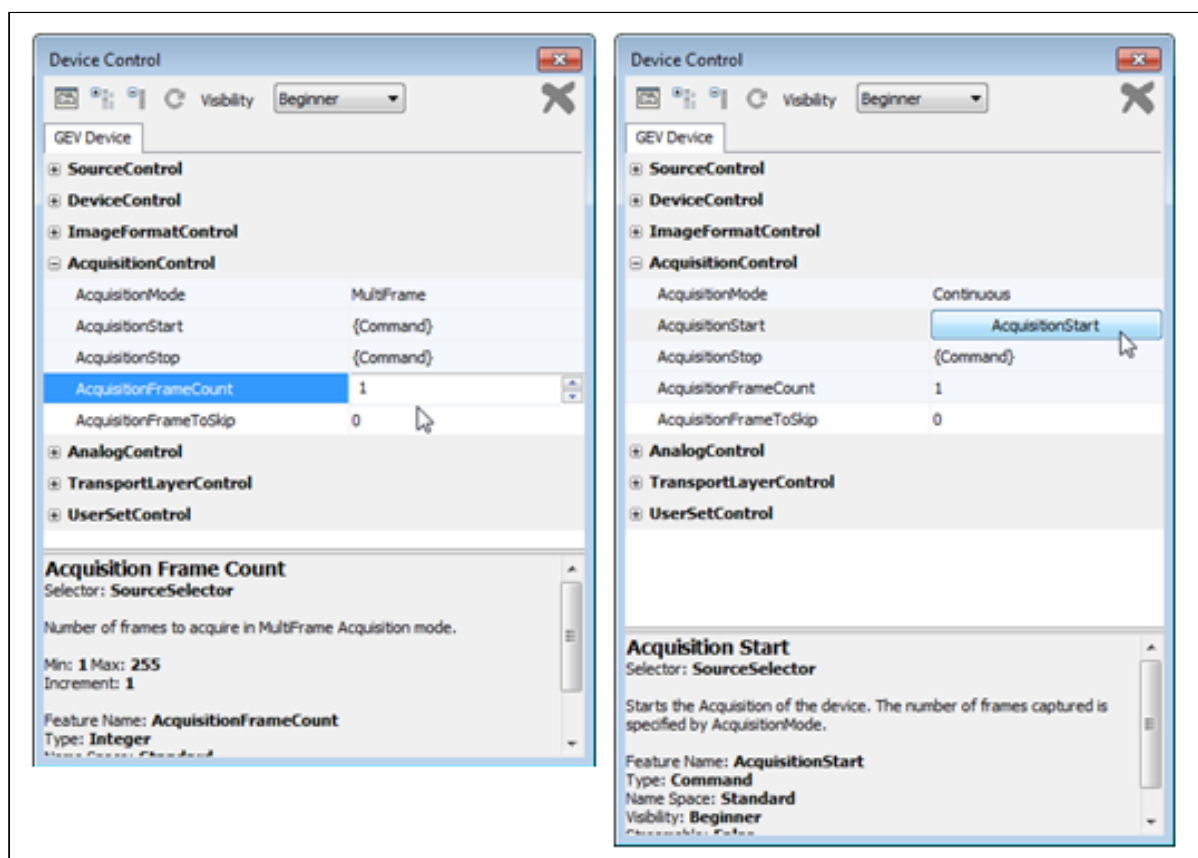 Device Control
Visibility Beginner
GEV Device
SourceControl
DeviceControl
ImageFormatControl
AcquisitionControl
AcquisitionMode MultiFrame
AcquisitionStart {Command}
AcquisitionStop {Command}
AcquisitionFrameCount 1
AcquisitionFrameToSkip 0
AnalogControl
TransportLayerControl
UserSetControl
Acquisition Frame Count
Selector: SourceSelector
Number of frames to acquire in MultiFrame Acquisition mode.
Min: 1 Max: 255
Increment: 1
Feature Name: AcquisitionFrameCount
Type: Integer
Name Space: Standard
Device Control
Visibility Beginner
GEV Device
SourceControl
DeviceControl
ImageFormatControl
AcquisitionControl
AcquisitionMode Continuous
AcquisitionStart AcquisitionStart
AcquisitionStop {Command}
AcquisitionFrameCount 1
AcquisitionFrameToSkip 0
AnalogControl
TransportLayerControl
UserSetControl
Acquisition Start
Selector: SourceSelector
Starts the Acquisition of the device. The number of frames captured is
specified by AcquisitionMode.
Feature Name: AcquisitionStart
Type: Command
Name Space: Standard
Visibility: Beginner